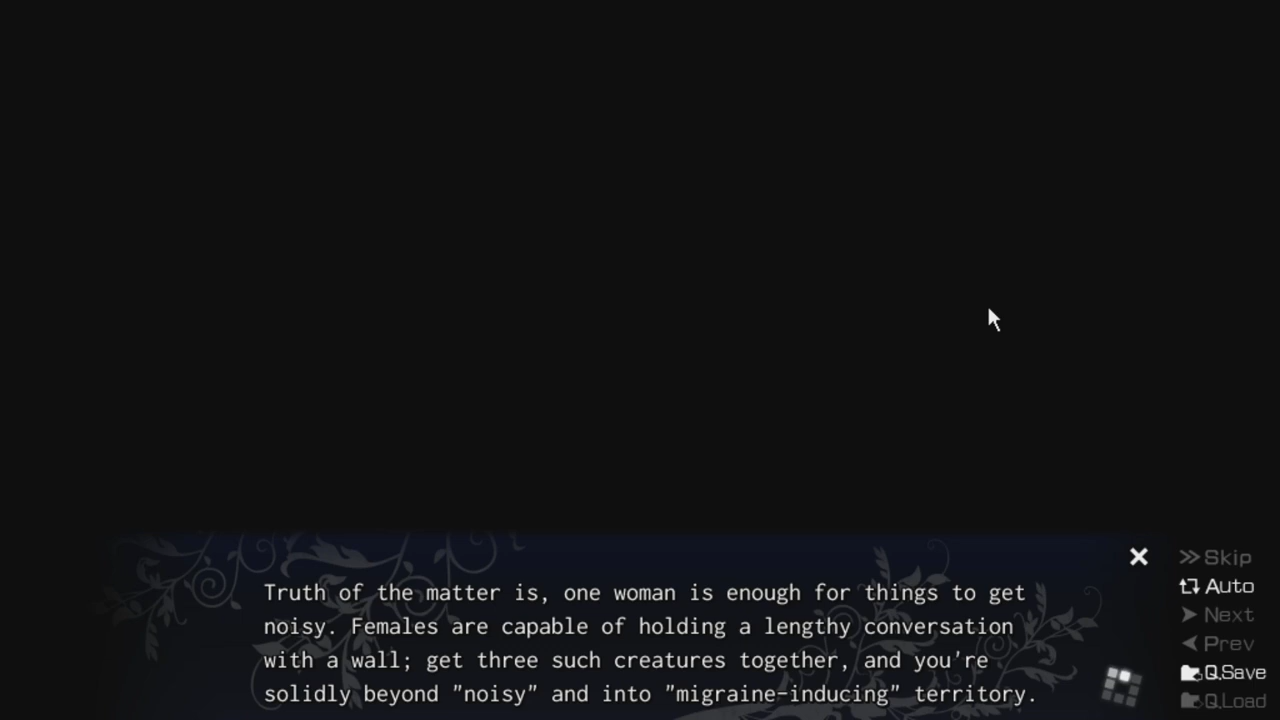 Truth of the matter is, one woman is enough for things to get
noisy. Females are capable of holding a lengthy conversation
with a wall; get three such creatures together, and you're
solidly beyond "noisy" and into "migraine-inducing" territory.
Skip
Auto
Next
Prev
Q.Save
Q.Load